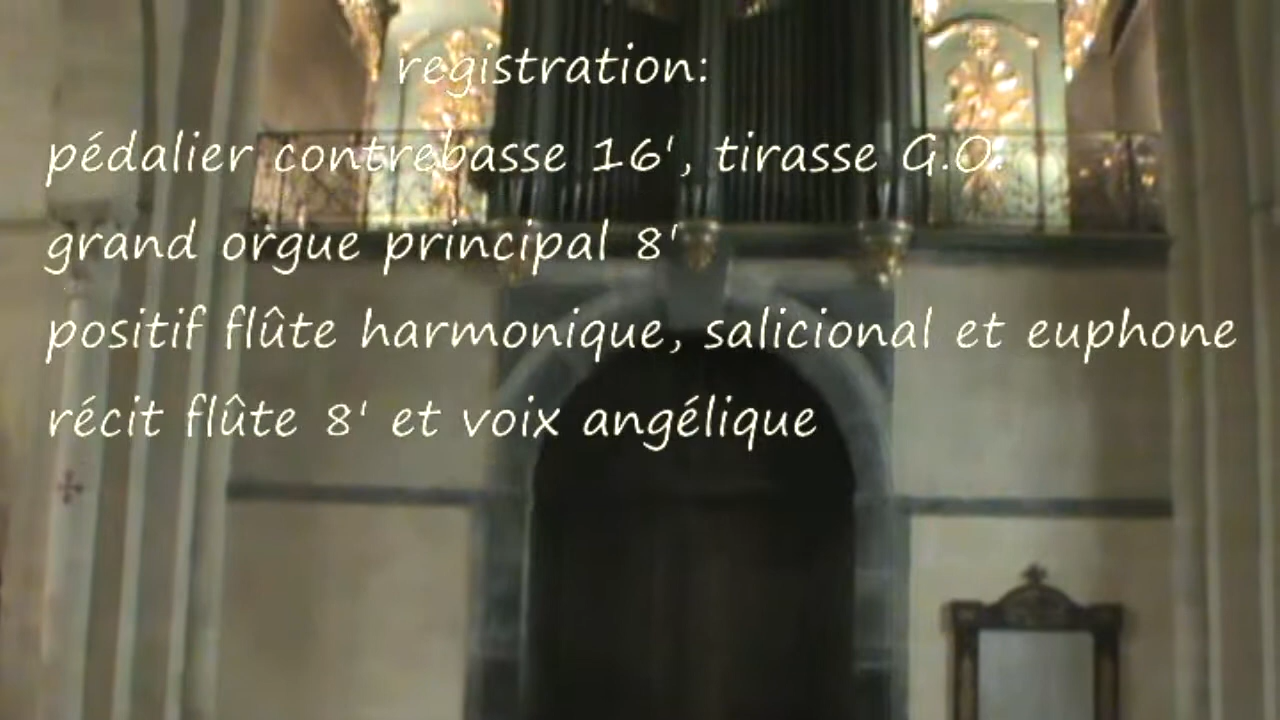 registration:
pédalier contrebasse 16', tirasse G.O.
grand orgue principal 8'
positif flûte harmonique, salicional et euphone
récit flûte 8' et voix angélique